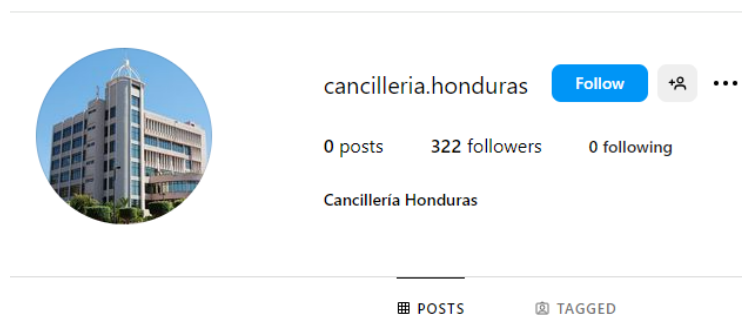 cancilleria.honduras Follow
0 posts 322 followers 0 following
Cancillería Honduras
POSTS TAGGED